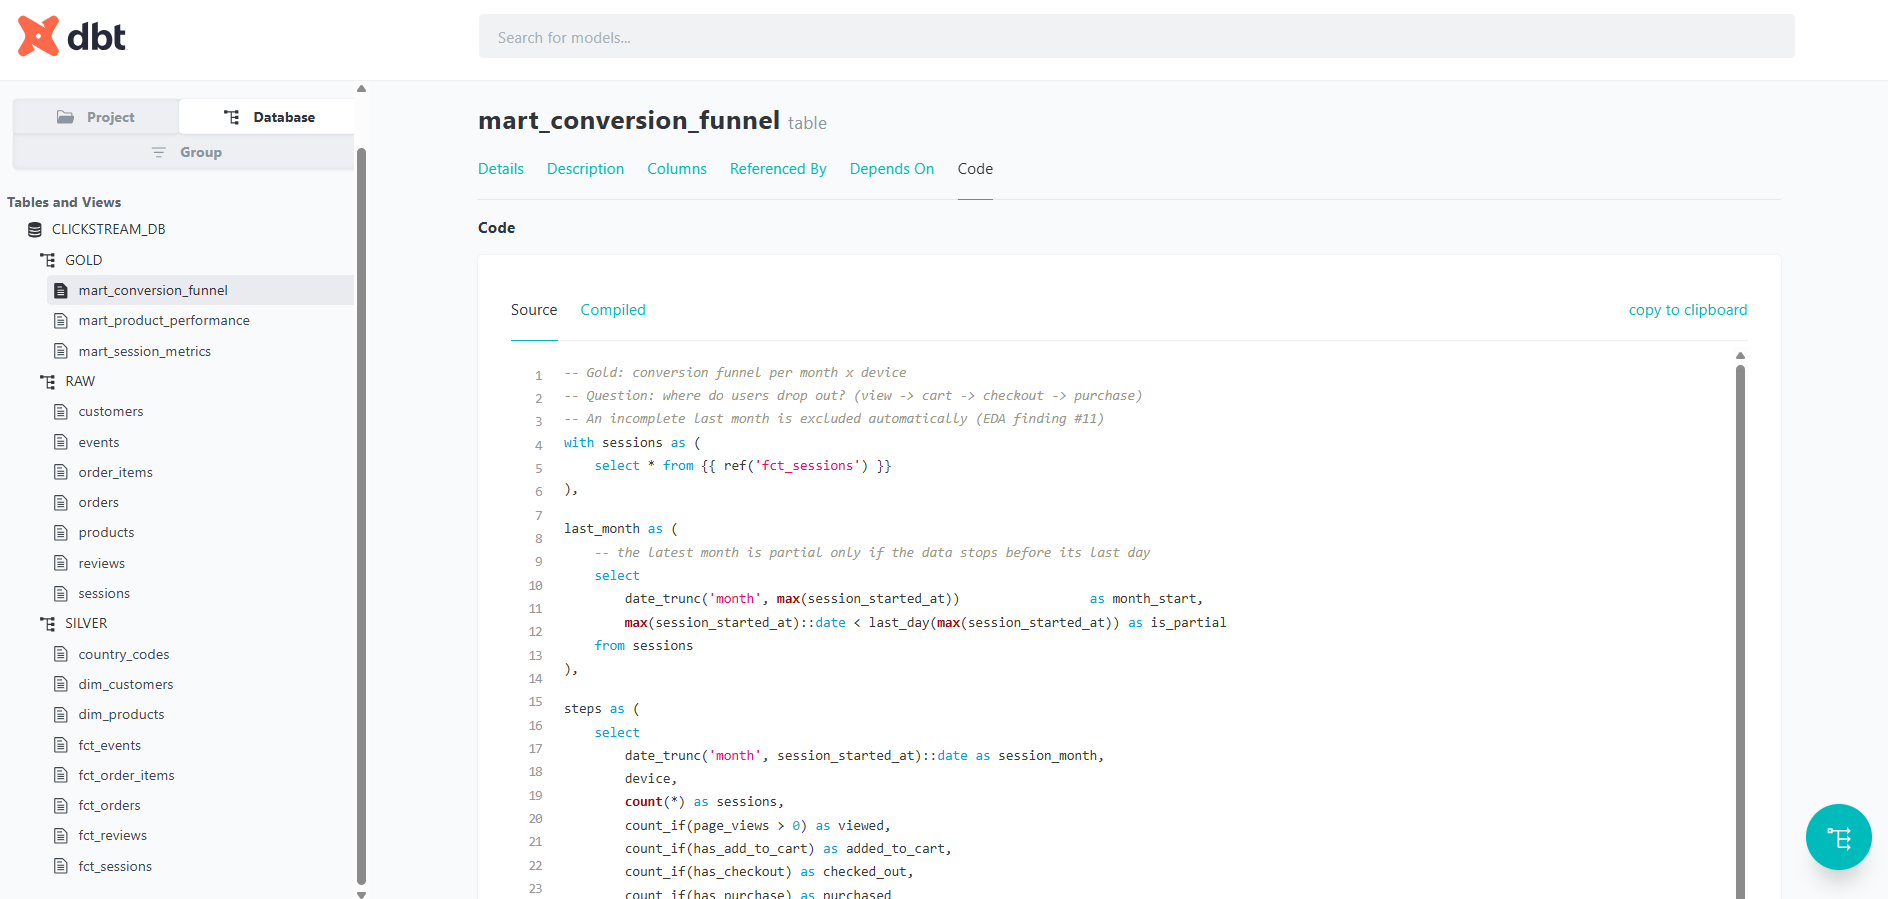 dbt
Search for models...
Project
Database
Group
Tables and Views
CLICKSTREAM_DB
GOLD
mart_conversion_funnel
mart_product_performance
mart_session_metrics
RAW
customers
events
order_items
orders
products
reviews
sessions
SILVER
country_codes
dim_customers
dim_products
fct_events
fct_order_items
fct_orders
fct_reviews
fct_sessions
mart_conversion_funnel table
Details Description Columns Referenced By Depends On Code
Code
Source Compiled copy to clipboard
1 -- Gold: conversion funnel per month x device
2 -- Question: where do users drop out? (view -> cart -> checkout -> purchase)
3 -- An incomplete last month is excluded automatically (EDA finding #11)
4 with sessions as (
5     select * from {{ ref('fct_sessions') }}
6 ),
7
8 last_month as (
9     -- the latest month is partial only if the data stops before its last day
10     select
11         date_trunc('month', max(session_started_at))                 as month_start,
12         max(session_started_at)::date < last_day(max(session_started_at)) as is_partial
13     from sessions
14 ),
15
16 steps as (
17     select
18         date_trunc('month', session_started_at)::date as session_month,
19         device,
20         count(*) as sessions,
21         count_if(page_views > 0) as viewed,
22         count_if(has_add_to_cart) as added_to_cart,
23         count_if(has_checkout) as checked_out,
        count_if(has_purchase) as purchased